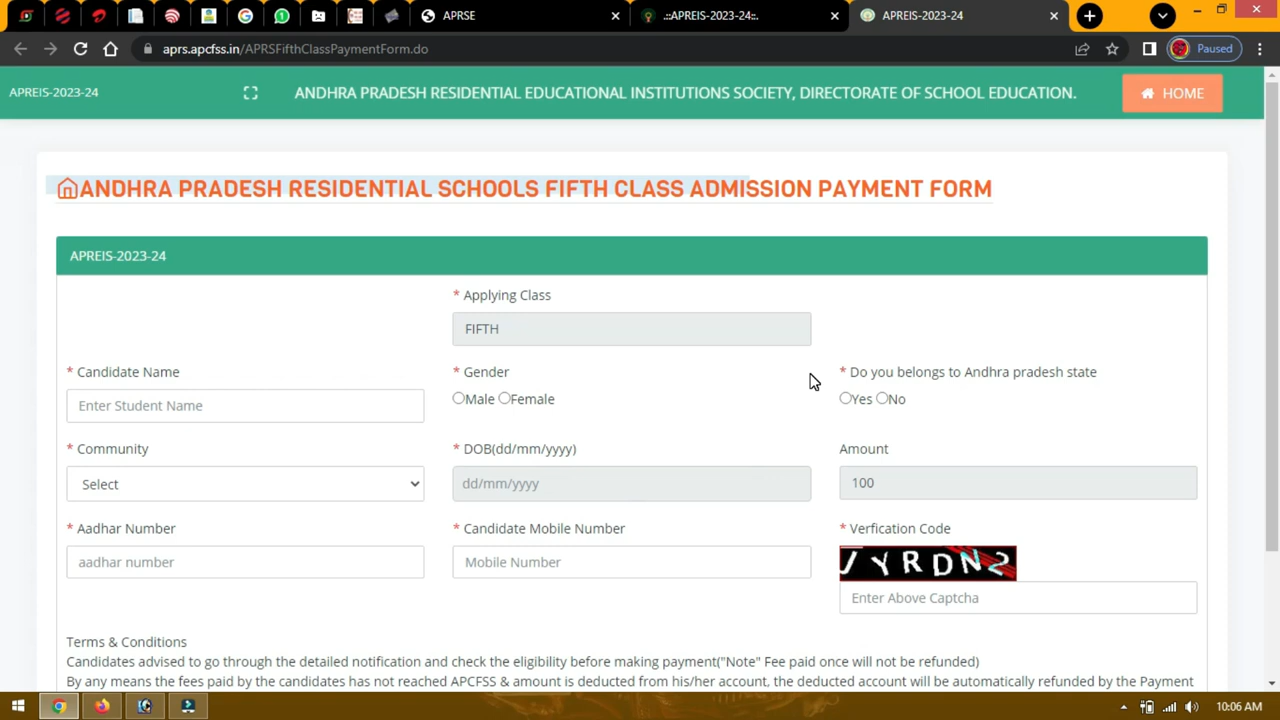 APRSE
.::APREIS-2023-24::.
APREIS-2023-24
aprs.apcfss.in/APRSFifthClassPaymentForm.do
Paused
APREIS-2023-24
ANDHRA PRADESH RESIDENTIAL EDUCATIONAL INSTITUTIONS SOCIETY, DIRECTORATE OF SCHOOL EDUCATION.
HOME
ANDHRA PRADESH RESIDENTIAL SCHOOLS FIFTH CLASS ADMISSION PAYMENT FORM
APREIS-2023-24
* Applying Class
FIFTH
* Candidate Name
* Gender
* Do you belongs to Andhra pradesh state
Enter Student Name
Male Female
Yes No
* Community
* DOB(dd/mm/yyyy)
Amount
Select
dd/mm/yyyy
100
* Aadhar Number
* Candidate Mobile Number
* Verfication Code
aadhar number
Mobile Number
JYRDN2
Enter Above Captcha
Terms & Conditions
Candidates advised to go through the detailed notification and check the eligibility before making payment("Note" Fee paid once will not be refunded)
By any means the fees paid by the candidates has not reached APCFSS & amount is deducted from his/her account, the deducted account will be automatically refunded by the Payment
10:06 AM